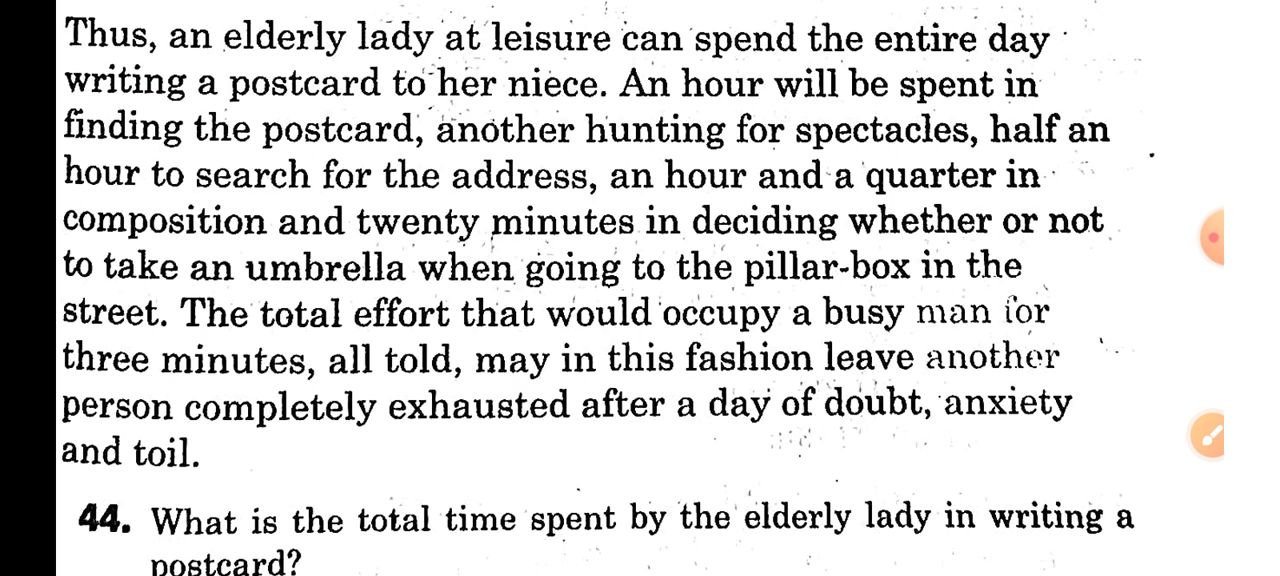 Thus, an elderly lady at leisure can spend the entire day
writing a postcard to her niece. An hour will be spent in
finding the postcard, another hunting for spectacles, half an
hour to search for the address, an hour and a quarter in
composition and twenty minutes in deciding whether or not
to take an umbrella when going to the pillar-box in the
street. The total effort that would occupy a busy man for
three minutes, all told, may in this fashion leave another
person completely exhausted after a day of doubt, anxiety
and toil.
44. What is the total time spent by the elderly lady in writing a
postcard?